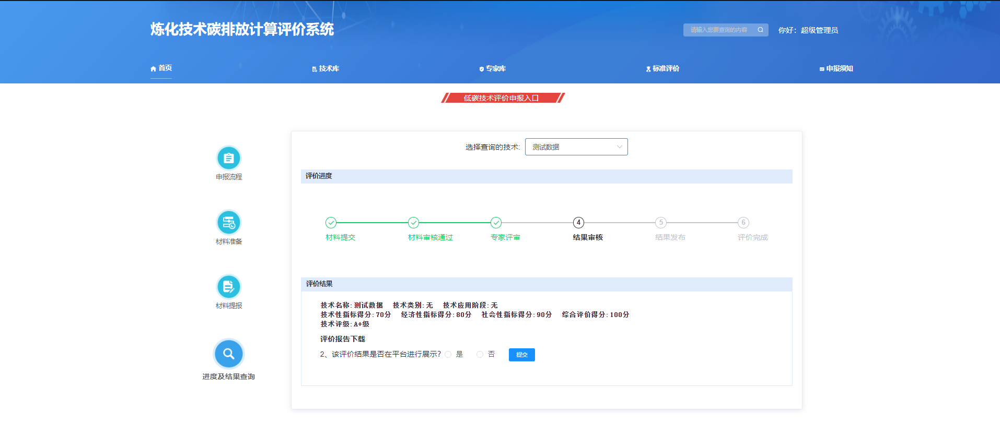 炼化技术碳排放计算评价系统
请输入您要查询的内容
你好：超级管理员
首页 技术库 专家库 标准评价 申报须知
低碳技术评价申报入口
申报流程
材料准备
材料提报
进度及结果查询
选择查询的技术: 测试数据
评价进度
4 5 6
材料提交 材料审核通过 专家评审 结果审核 结果发布 评价完成
评价结果
技术名称:测试数据 技术类别:无 技术应用阶段:无
技术性指标得分:70分 经济性指标得分:80分 社会性指标得分:90分 综合评价得分:100分
技术评级:A+级
评价报告下载
2、该评价结果是否在平台进行展示? 是 否 提交